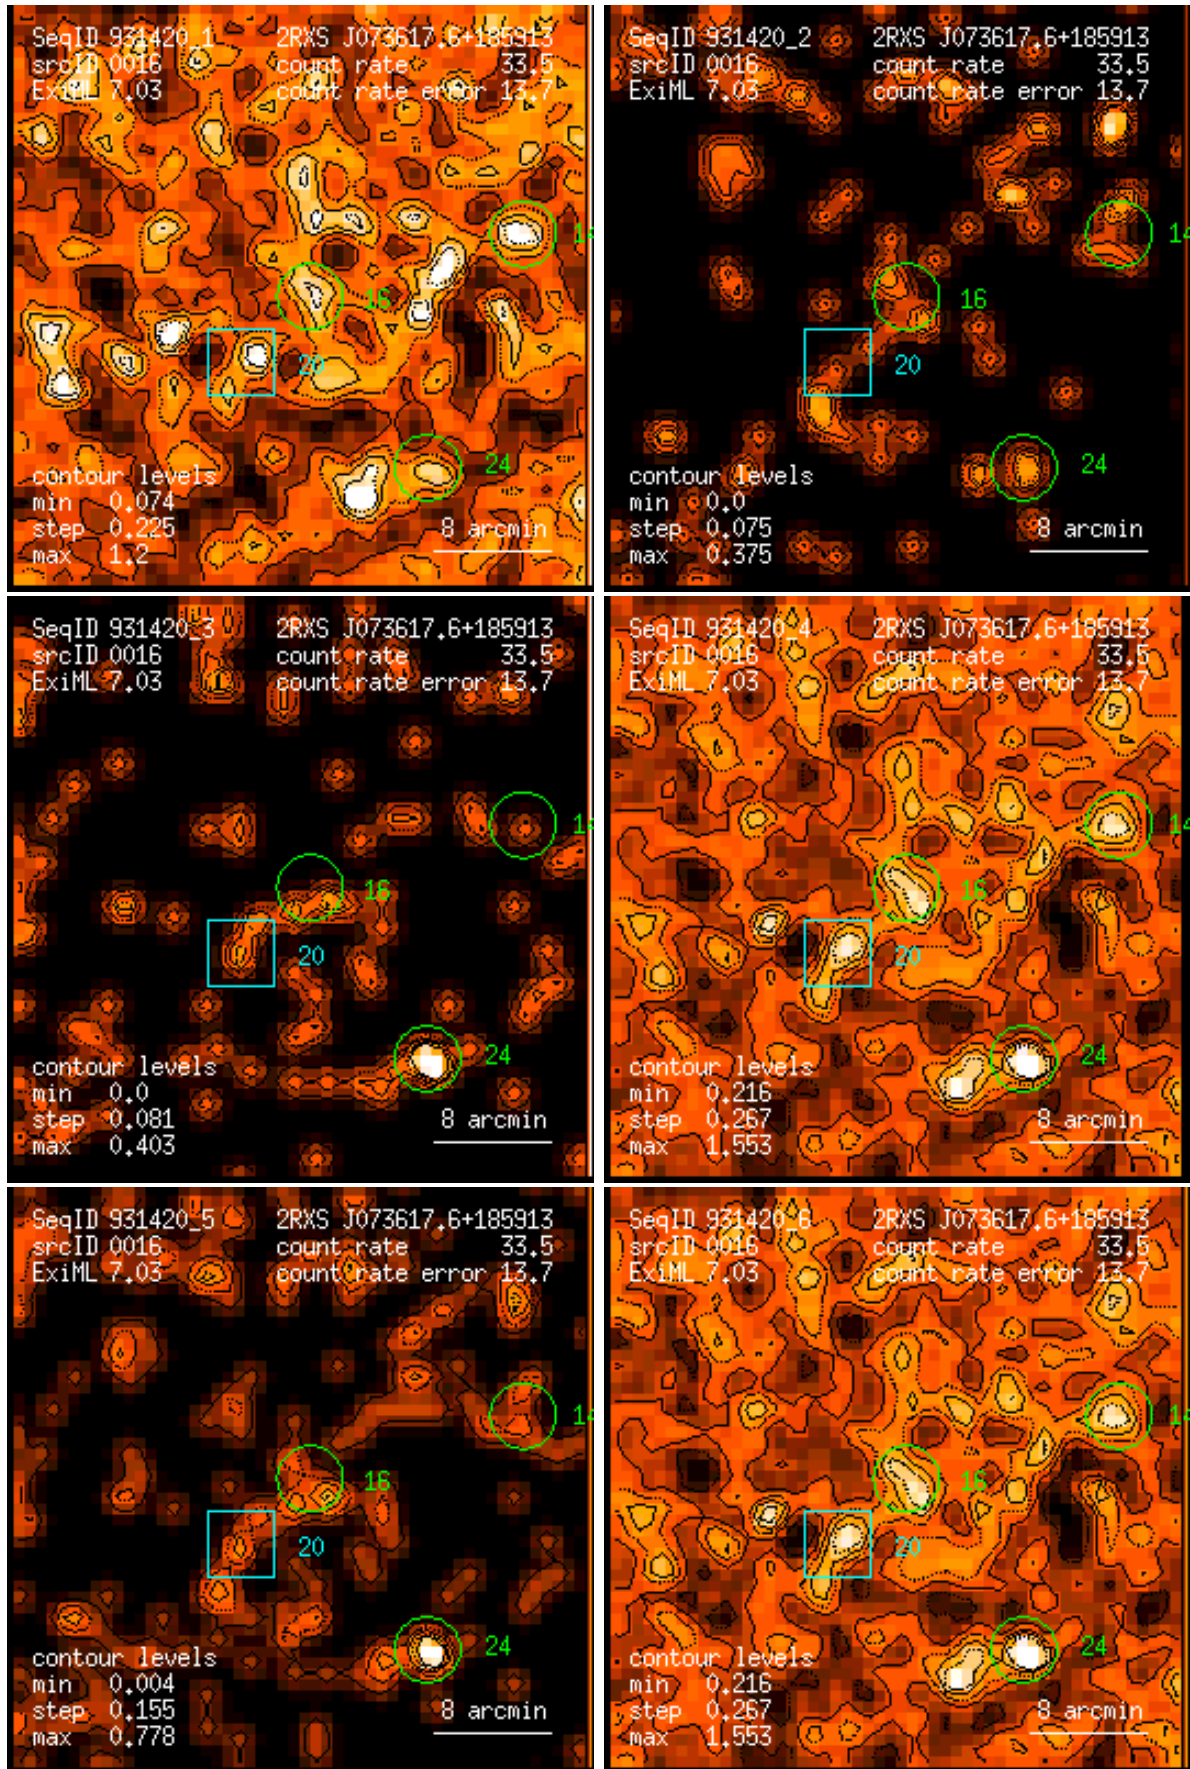 SeqID 931420_1 2RXS J073617.6+185913
srcID 0016 count rate 33.5
ExiML 7.03 count rate error 13.7
14
16
20
24
contour levels
min 0.074
step 0.225 8 arcmin
max 1.2
SeqID 931420_2 2RXS J073617.6+185913
srcID 0016 count rate 33.5
ExiML 7.03 count rate error 13.7
14
16
20
24
contour levels
min 0.0
step 0.075 8 arcmin
max 0.375
SeqID 931420_3 2RXS J073617.6+185913
srcID 0016 count rate 33.5
ExiML 7.03 count rate error 13.7
14
16
20
24
contour levels
min 0.0
step 0.081 8 arcmin
max 0.403
SeqID 931420_4 2RXS J073617.6+185913
srcID 0016 count rate 33.5
ExiML 7.03 count rate error 13.7
14
16
20
24
contour levels
min 0.216
step 0.267 8 arcmin
max 1.553
SeqID 931420_5 2RXS J073617.6+185913
srcID 0016 count rate 33.5
ExiML 7.03 count rate error 13.7
14
16
20
24
contour levels
min 0.004
step 0.155 8 arcmin
max 0.778
SeqID 931420_6 2RXS J073617.6+185913
srcID 0016 count rate 33.5
ExiML 7.03 count rate error 13.7
14
16
20
24
contour levels
min 0.216
step 0.267 8 arcmin
max 1.553